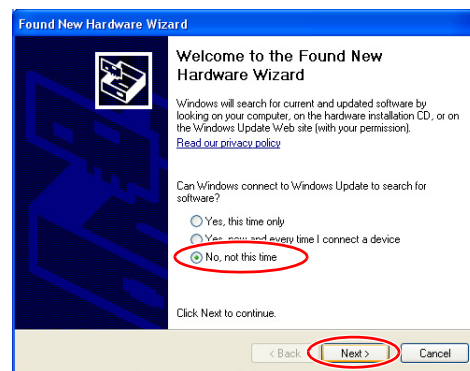 Found New Hardware Wizard
Welcome to the Found New
Hardware Wizard
Windows will search for current and updated software by
looking on your computer, on the hardware installation CD, or on
the Windows Update Web site (with your permission).
Read our privacy policy
Can Windows connect to Windows Update to search for
software?
Yes, this time only
Yes, now and every time I connect a device
No, not this time
Click Next to continue.
< Back
Next >
Cancel